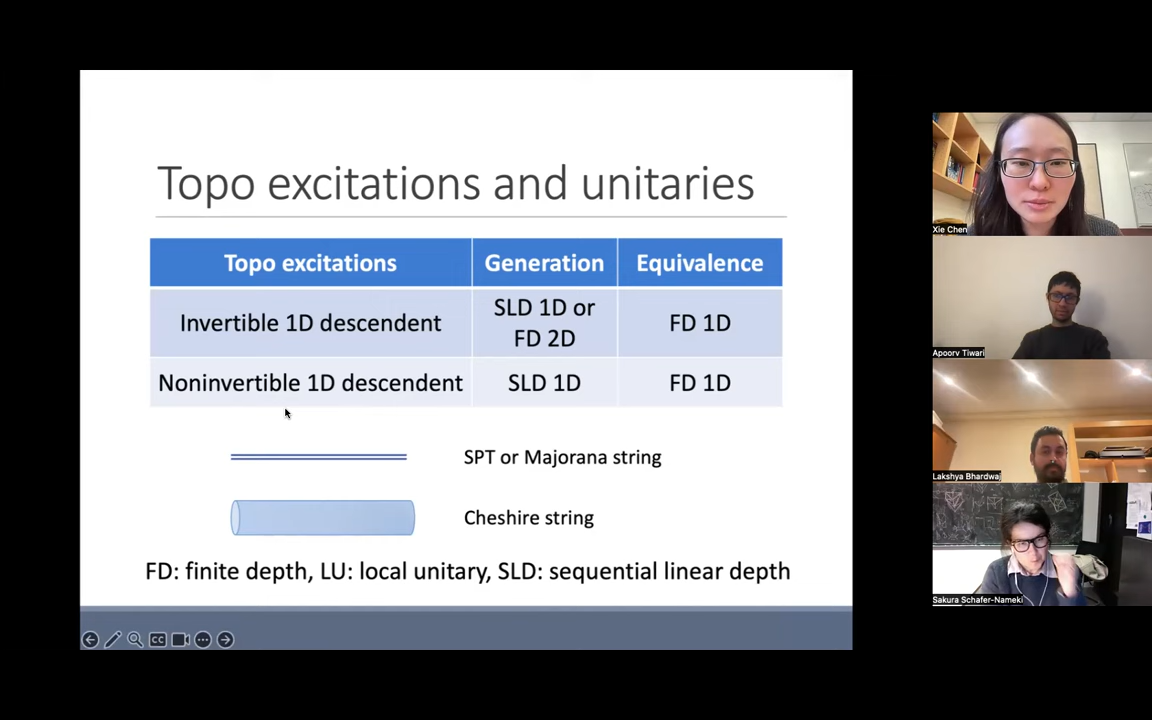 Topo excitations and unitaries
Topo excitations
Generation
Equivalence
Invertible 1D descendent
SLD 1D or
FD 2D
FD 1D
Noninvertible 1D descendent
SLD 1D
FD 1D
SPT or Majorana string
Cheshire string
FD: finite depth, LU: local unitary, SLD: sequential linear depth
CC
Xie Chen
Apoorv Tiwari
Lakshya Bhardwaj
Sakura Schafer-Nameki